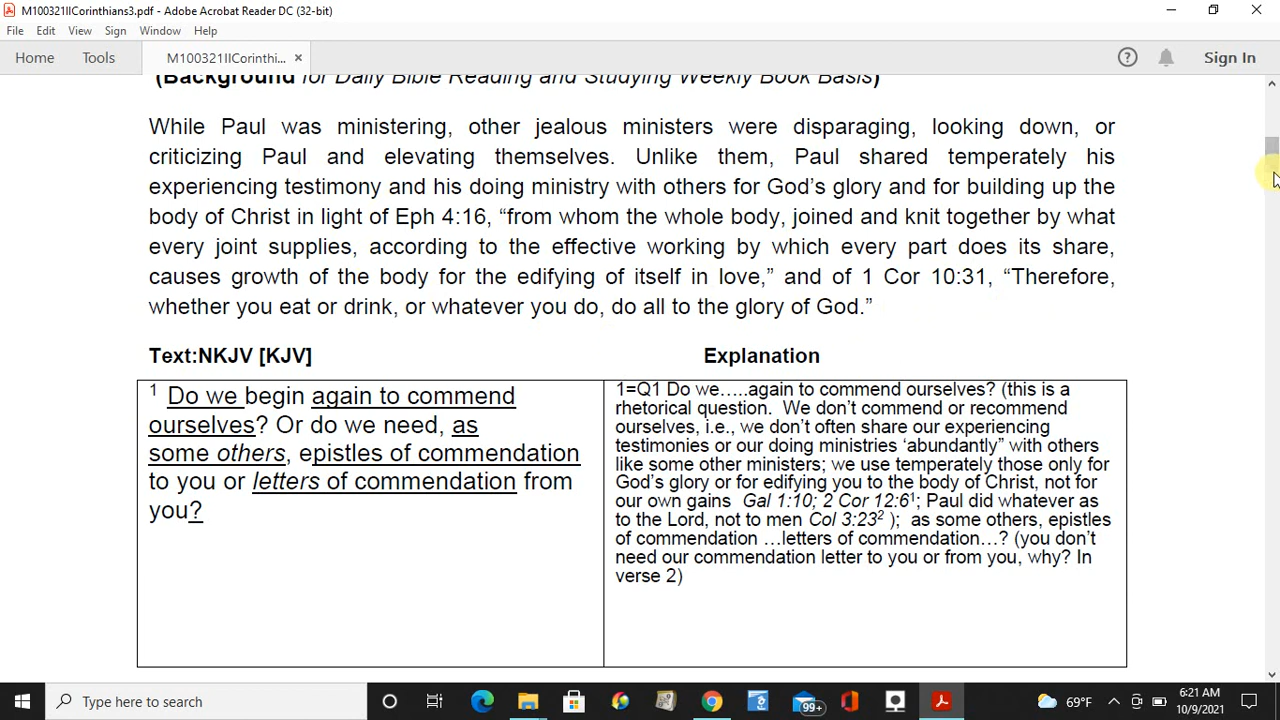 M100321IICorinthians3.pdf - Adobe Acrobat Reader DC (32-bit)
File Edit View Sign Window Help
Home Tools M100321IICorinthi... × Sign In
(Background for Daily Bible Reading and Studying Weekly Book Basis)
While Paul was ministering, other jealous ministers were disparaging, looking down, or
criticizing Paul and elevating themselves. Unlike them, Paul shared temperately his
experiencing testimony and his doing ministry with others for God’s glory and for building up the
body of Christ in light of Eph 4:16, “from whom the whole body, joined and knit together by what
every joint supplies, according to the effective working by which every part does its share,
causes growth of the body for the edifying of itself in love,” and of 1 Cor 10:31, “Therefore,
whether you eat or drink, or whatever you do, do all to the glory of God.”
Text:NKJV [KJV] Explanation
1 Do we begin again to commend
ourselves? Or do we need, as
some others, epistles of commendation
to you or letters of commendation from
you?
1=Q1 Do we…..again to commend ourselves? (this is a
rhetorical question. We don’t commend or recommend
ourselves, i.e., we don’t often share our experiencing
testimonies or our doing ministries ‘abundantly” with others
like some other ministers; we use temperately those only for
God’s glory or for edifying you to the body of Christ, not for
our own gains Gal 1:10; 2 Cor 12:6¹; Paul did whatever as
to the Lord, not to men Col 3:23² ); as some others, epistles
of commendation …letters of commendation…? (you don’t
need our commendation letter to you or from you, why? In
verse 2)
Type here to search
99+
69°F
6:21 AM
10/9/2021